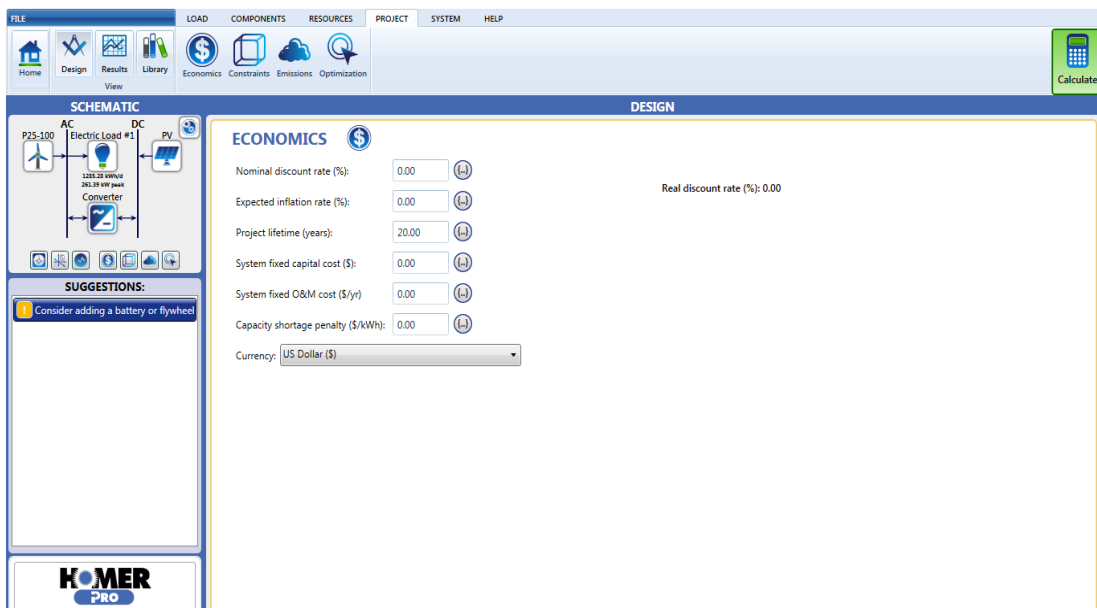 FILE LOAD COMPONENTS RESOURCES PROJECT SYSTEM HELP
Home Design Results Library Economics Constraints Emissions Optimization Calculate
View
SCHEMATIC DESIGN
AC DC
P25-100 Electric Load #1 PV
1285.28 kWh/d
261.39 kW peak
Converter
SUGGESTIONS:
! Consider adding a battery or flywheel
HOMER
PRO
ECONOMICS $
Nominal discount rate (%): 0.00 {..}
Real discount rate (%): 0.00
Expected inflation rate (%): 0.00 {..}
Project lifetime (years): 20.00 {..}
System fixed capital cost ($): 0.00 {..}
System fixed O&M cost ($/yr) 0.00 {..}
Capacity shortage penalty ($/kWh): 0.00 {..}
Currency: US Dollar ($)